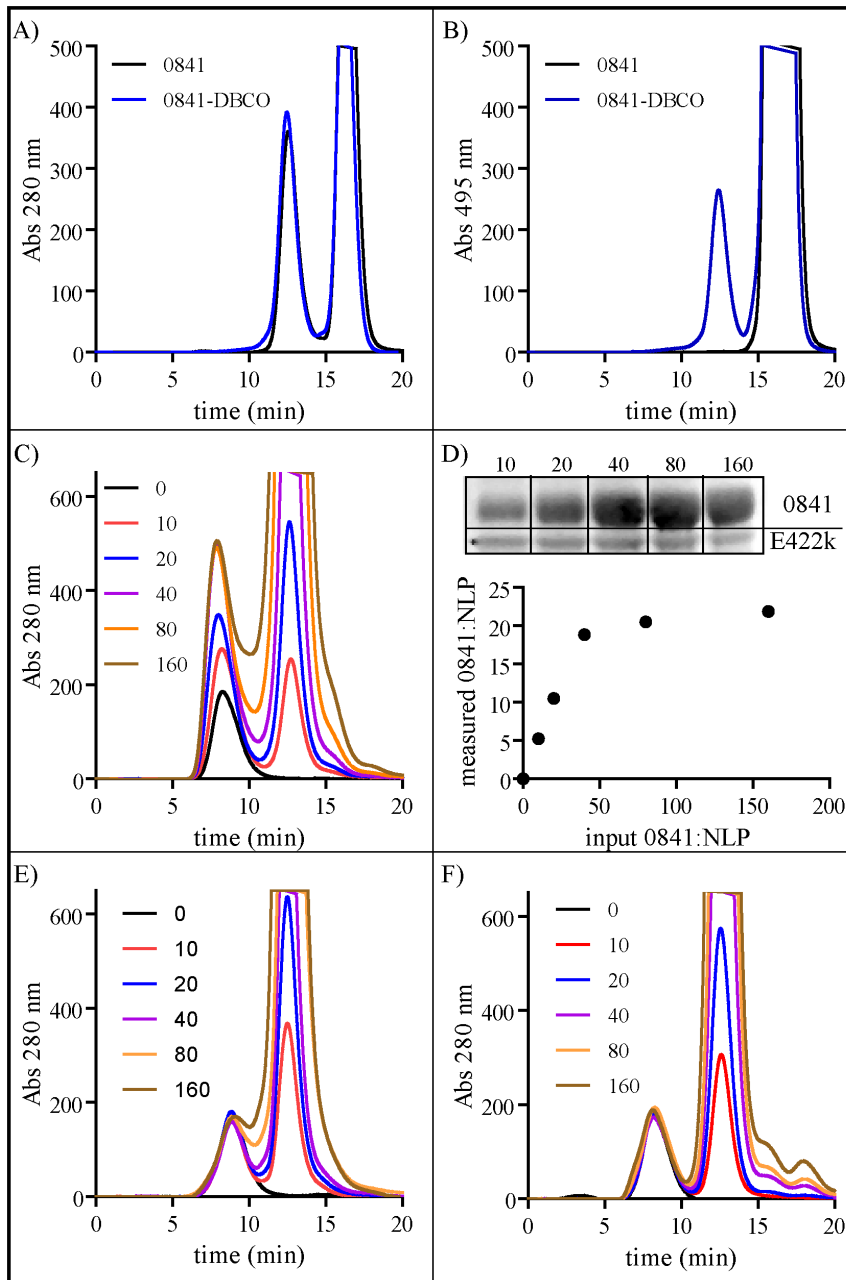 A)
500
400
300
200
100
0
Abs 280 nm
0841
0841-DBCO
0 5 10 15 20
time (min)
B)
500
400
300
200
100
0
Abs 495 nm
0841
0841-DBCO
0 5 10 15 20
time (min)
C)
600
400
200
0
Abs 280 nm
0
10
20
40
80
160
0 5 10 15 20
time (min)
D)
10 20 40 80 160
0841
E422k
25
20
15
10
5
0
measured 0841:NLP
0 50 100 150 200
input 0841:NLP
E)
600
400
200
0
Abs 280 nm
0
10
20
40
80
160
0 5 10 15 20
time (min)
F)
600
400
200
0
Abs 280 nm
0
10
20
40
80
160
0 5 10 15 20
time (min)